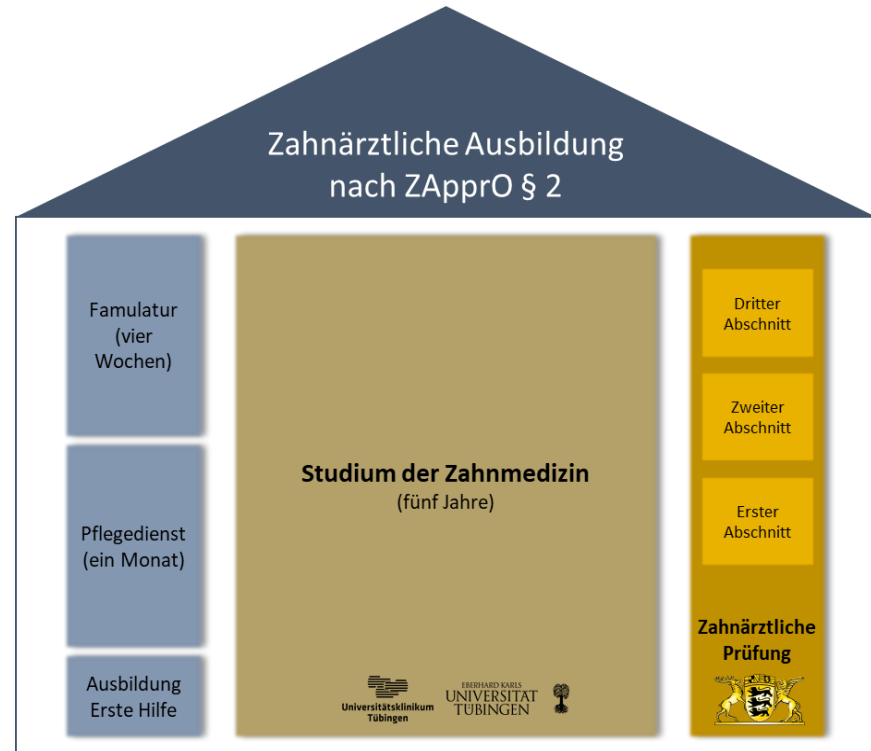 Zahnärztliche Ausbildung
nach ZApprO § 2
Famulatur
(vier
Wochen)
Pflegedienst
(ein Monat)
Ausbildung
Erste Hilfe
Studium der Zahnmedizin
(fünf Jahre)
Universitätsklinikum
Tübingen
EBERHARD KARLS
UNIVERSITÄT
TÜBINGEN
Dritter
Abschnitt
Zweiter
Abschnitt
Erster
Abschnitt
Zahnärztliche
Prüfung